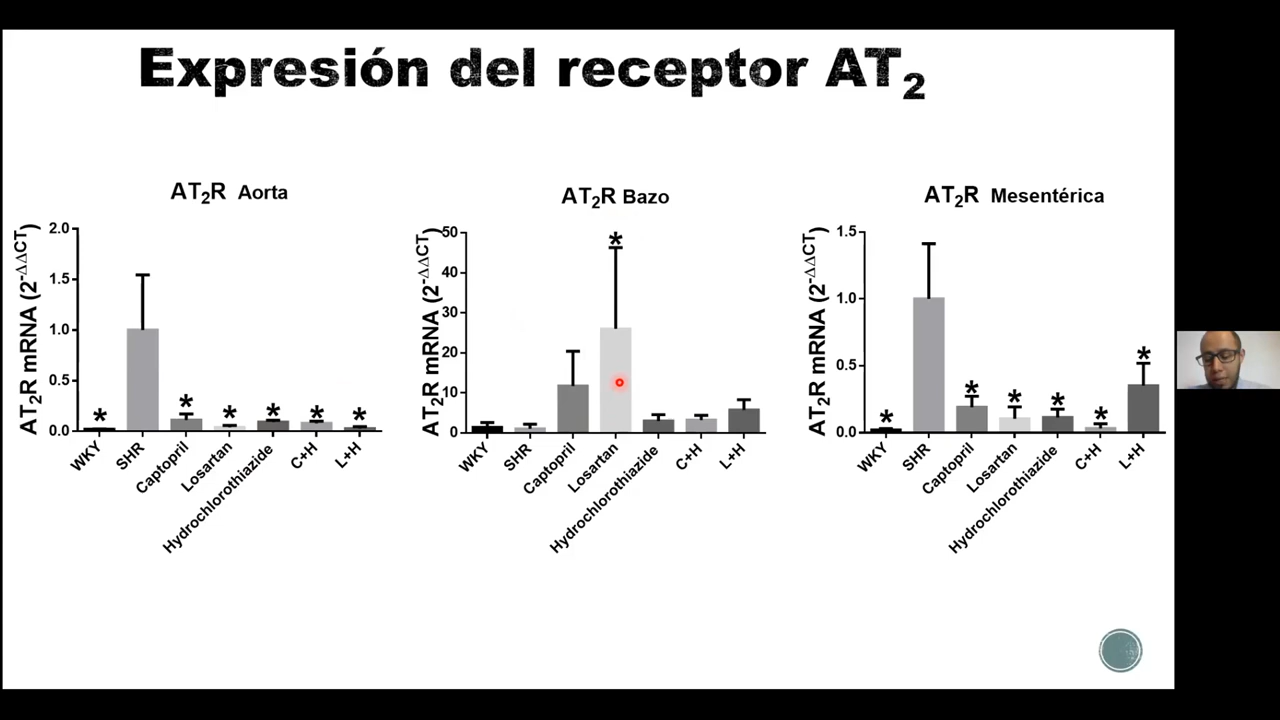 Expresión del receptor AT₂
AT₂R Aorta
AT₂R mRNA (2^-ΔΔCT)
2.0
1.5
1.0
0.5
0.0
*
*
*
*
*
*
WKY
SHR
Captopril
Losartan
Hydrochlorothiazide
C+H
L+H
AT₂R Bazo
AT₂R mRNA (2^-ΔΔCT)
50
40
30
20
10
0
*
WKY
SHR
Captopril
Losartan
Hydrochlorothiazide
C+H
L+H
AT₂R Mesentérica
AT₂R mRNA (2^-ΔΔCT)
1.5
1.0
0.5
0.0
*
*
*
*
*
*
WKY
SHR
Captopril
Losartan
Hydrochlorothiazide
C+H
L+H